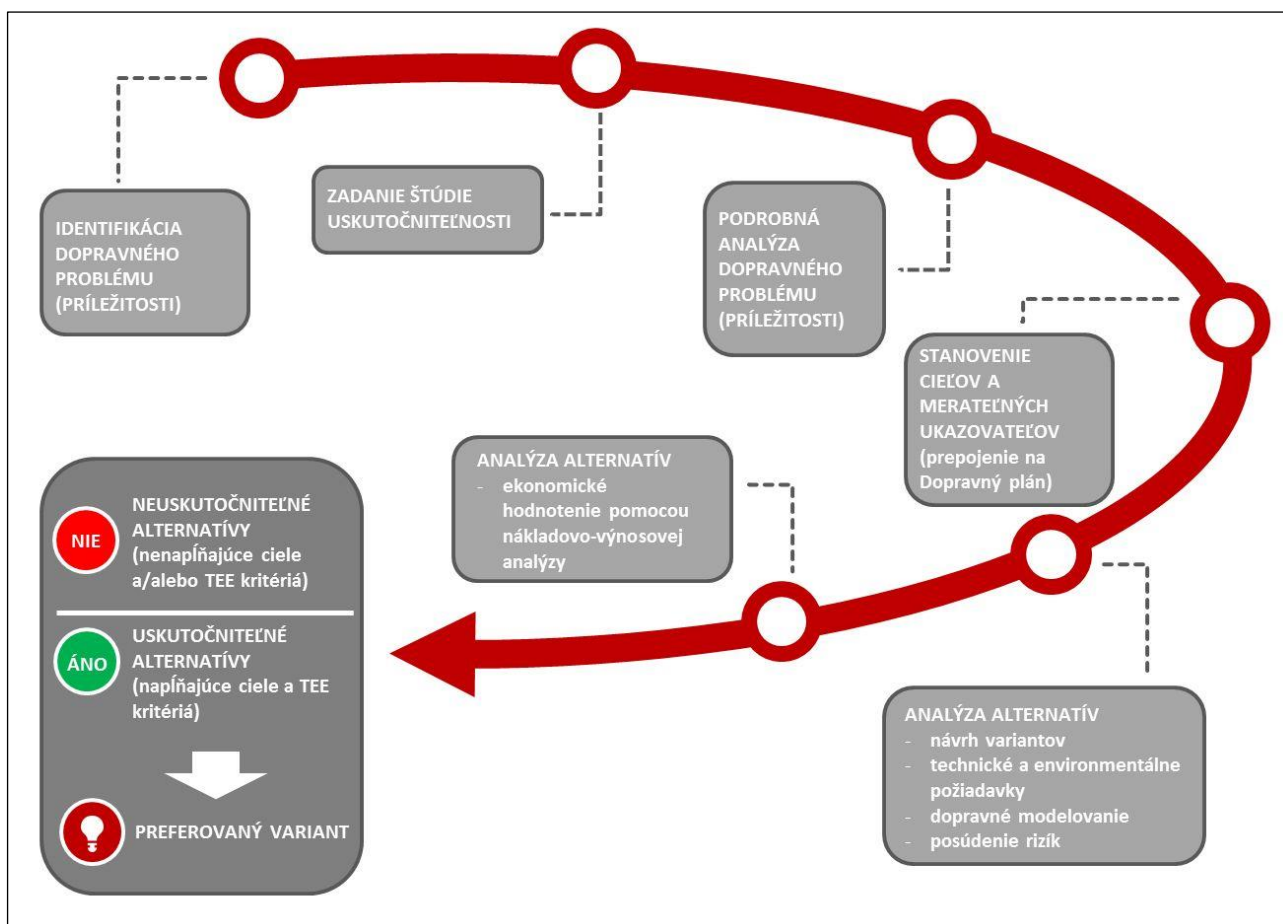 IDENTIFIKÁCIA
DOPRAVNÉHO
PROBLÉMU
(PRÍLEŽITOSTI)
ZADANIE ŠTÚDIE
USKUTOČNITEĽNOSTI
PODROBNÁ
ANALÝZA
DOPRAVNÉHO
PROBLÉMU
(PRÍLEŽITOSTI)
STANOVENIE
CIEĽOV A
MERATEĽNÝCH
UKAZOVATEĽOV
(prepojenie na
Dopravný plán)
ANALÝZA ALTERNATÍV
- návrh variantov
- technické a environmentálne
požiadavky
- dopravné modelovanie
- posúdenie rizík
ANALÝZA ALTERNATÍV
- ekonomické
hodnotenie pomocou
nákladovo-výnosovej
analýzy
NIE
NEUSKUTOČNITEĽNÉ
ALTERNATÍVY
(nenapĺňajúce ciele
a/alebo TEE kritériá)
ÁNO
USKUTOČNITEĽNÉ
ALTERNATÍVY
(napĺňajúce ciele a TEE
kritériá)
PREFEROVANÝ VARIANT